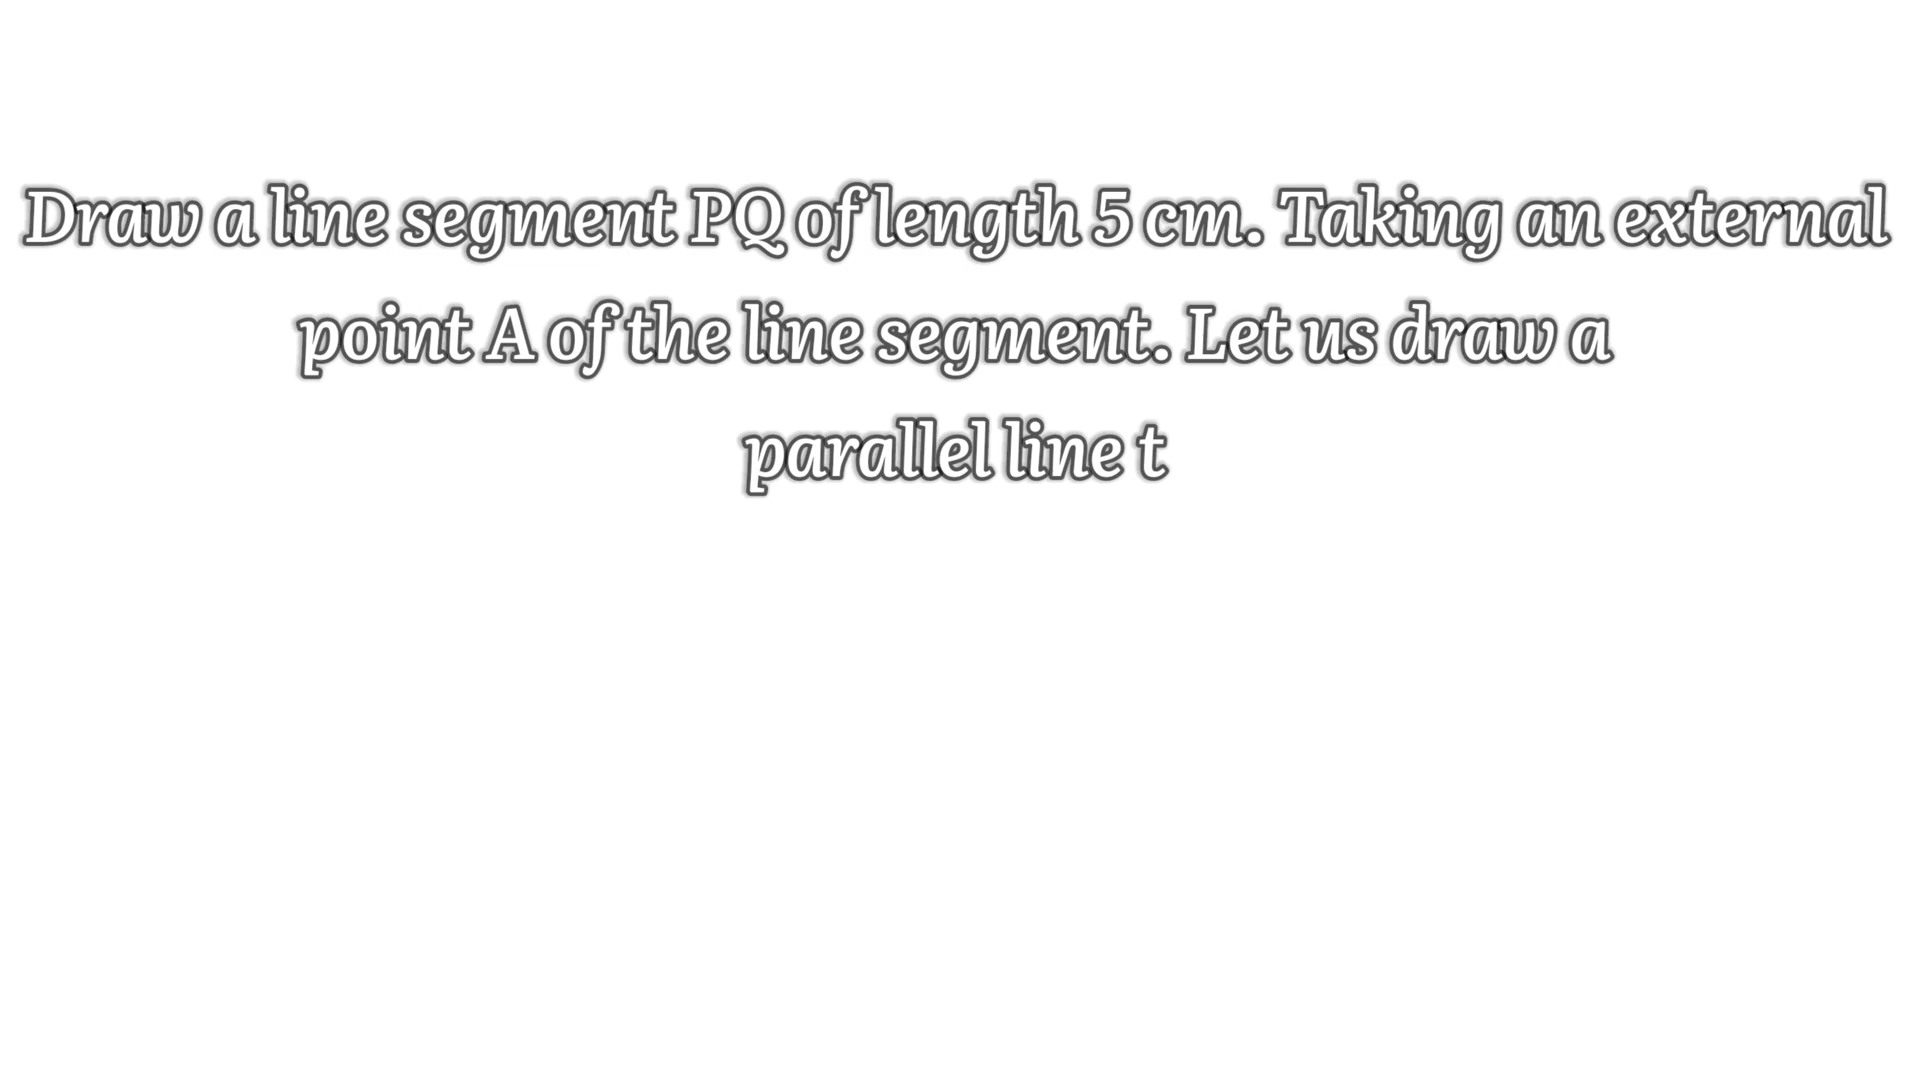 Draw a line segment PQ of length 5 cm. Taking an external
point A of the line segment. Let us draw a
parallel line t